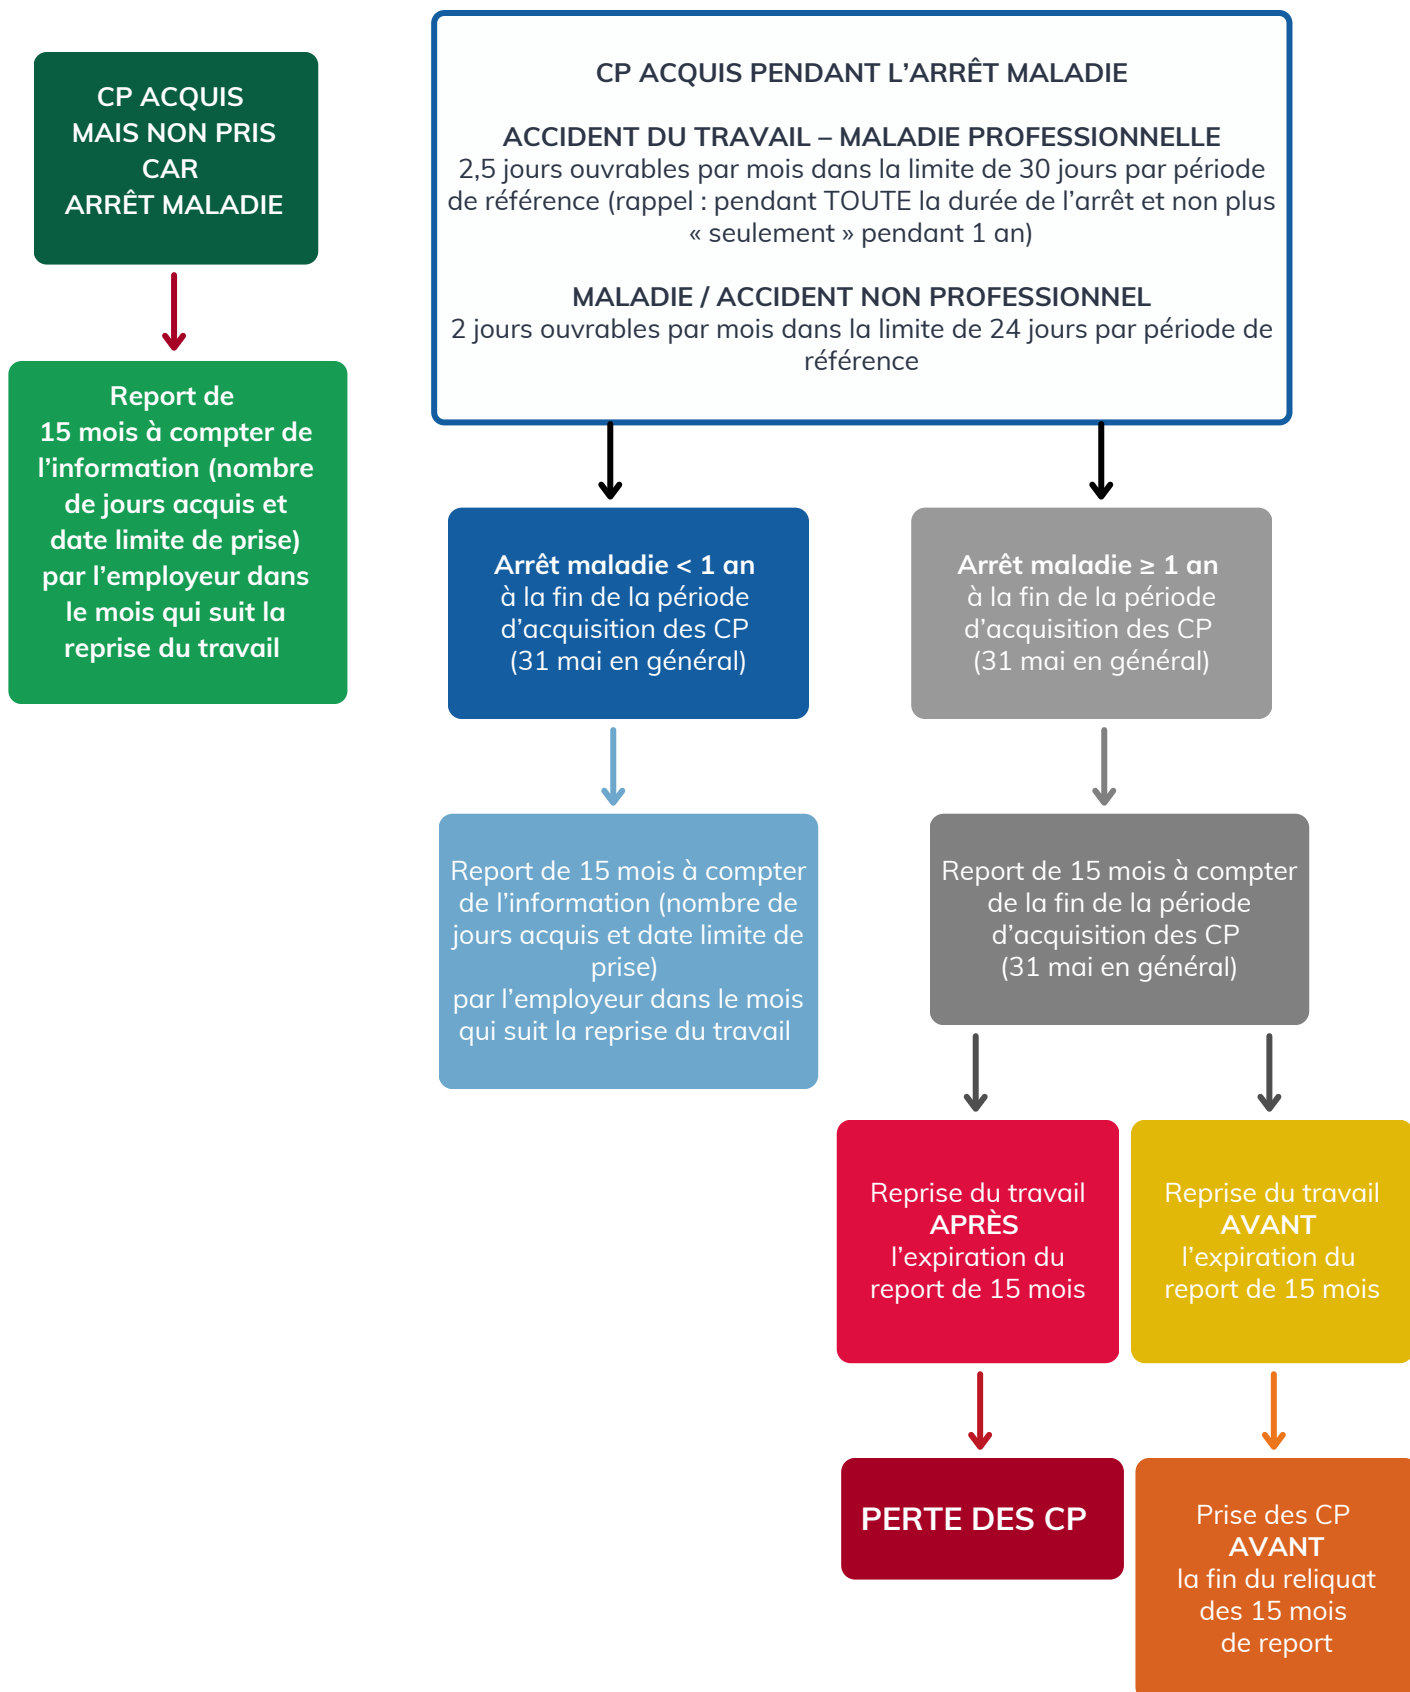 CP ACQUIS
MAIS NON PRIS
CAR
ARRÊT MALADIE
Report de
15 mois à compter de
l’information (nombre
de jours acquis et
date limite de prise)
par l’employeur dans
le mois qui suit la
reprise du travail
CP ACQUIS PENDANT L’ARRÊT MALADIE
ACCIDENT DU TRAVAIL – MALADIE PROFESSIONNELLE
2,5 jours ouvrables par mois dans la limite de 30 jours par période
de référence (rappel : pendant TOUTE la durée de l’arrêt et non plus
« seulement » pendant 1 an)
MALADIE / ACCIDENT NON PROFESSIONNEL
2 jours ouvrables par mois dans la limite de 24 jours par période de
référence
Arrêt maladie < 1 an
à la fin de la période
d’acquisition des CP
(31 mai en général)
Report de 15 mois à compter
de l’information (nombre de
jours acquis et date limite de
prise)
par l’employeur dans le mois
qui suit la reprise du travail
Arrêt maladie ≥ 1 an
à la fin de la période
d’acquisition des CP
(31 mai en général)
Report de 15 mois à compter
de la fin de la période
d’acquisition des CP
(31 mai en général)
Reprise du travail
APRÈS
l’expiration du
report de 15 mois
PERTE DES CP
Reprise du travail
AVANT
l’expiration du
report de 15 mois
Prise des CP
AVANT
la fin du reliquat
des 15 mois
de report